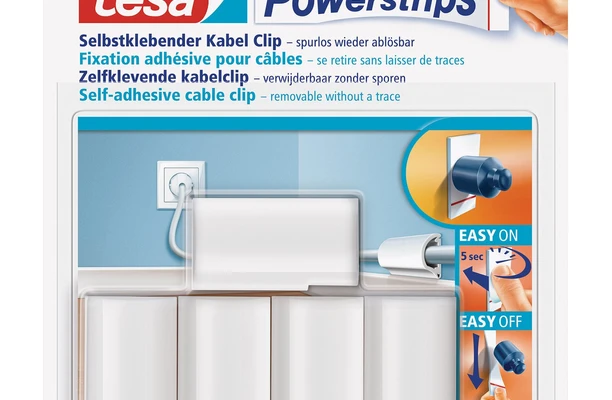 tesa
Powerstrips
Selbstklebender Kabel Clip – spurlos wieder ablösbar
Fixation adhésive pour câbles – se retire sans laisser de traces
Zelfklevende kabelclip – verwijderbaar zonder sporen
Self-adhesive cable clip – removable without a trace
EASY ON
5 sec
EASY OFF